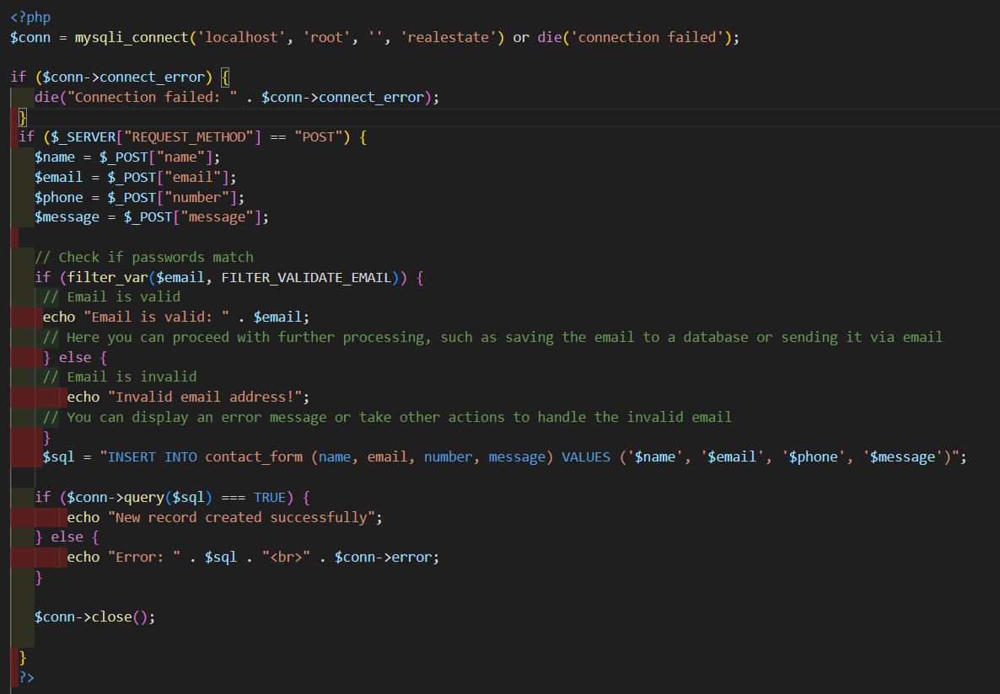 <?php
$conn = mysqli_connect('localhost', 'root', '', 'realestate') or die('connection failed');
if ($conn->connect_error) {
die("Connection failed: " . $conn->connect_error);
}
if ($_SERVER["REQUEST_METHOD"] == "POST") {
$name = $_POST["name"];
$email = $_POST["email"];
$phone = $_POST["number"];
$message = $_POST["message"];
// Check if passwords match
if (filter_var($email, FILTER_VALIDATE_EMAIL)) {
// Email is valid
echo "Email is valid: " . $email;
// Here you can proceed with further processing, such as saving the email to a database or sending it via email
} else {
// Email is invalid
echo "Invalid email address!";
// You can display an error message or take other actions to handle the invalid email
}
$sql = "INSERT INTO contact_form (name, email, number, message) VALUES ('$name', '$email', '$phone', '$message')";
if ($conn->query($sql) === TRUE) {
echo "New record created successfully";
} else {
echo "Error: " . $sql . "<br>" . $conn->error;
}
$conn->close();
}
?>